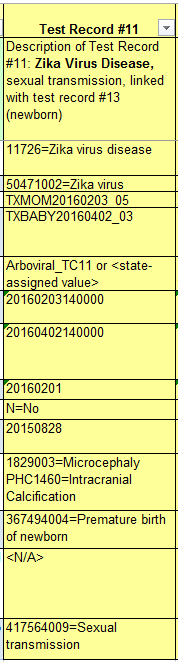 Test Record #11
Description of Test Record
#11: Zika Virus Disease,
sexual transmission, linked
with test record #13
(newborn)
11726=Zika virus disease
50471002=Zika virus
TXMOM20160203_05
TXBABY20160402_03
Arboviral_TC11 or <state-
assigned value>
20160203140000
20160402140000
20160201
N=No
20150828
1829003=Microcephaly
PHC1460=Intracranial
Calcification
367494004=Premature birth
of newborn
<N/A>
417564009=Sexual
transmission